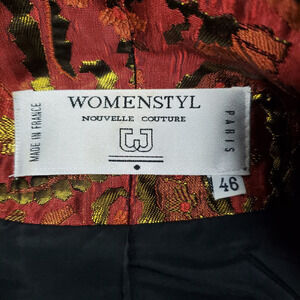 WOMENSTYL
NOUVELLE COUTURE
MADE IN FRANCE
PARIS
46